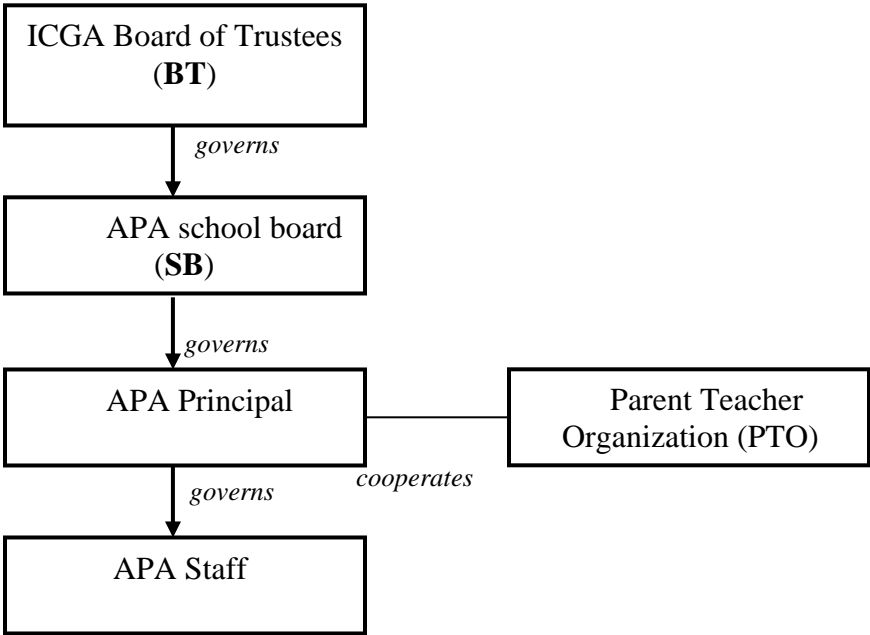 ICGA Board of Trustees
(BT)
governs
APA school board
(SB)
governs
APA Principal
Parent Teacher
Organization (PTO)
cooperates
governs
APA Staff